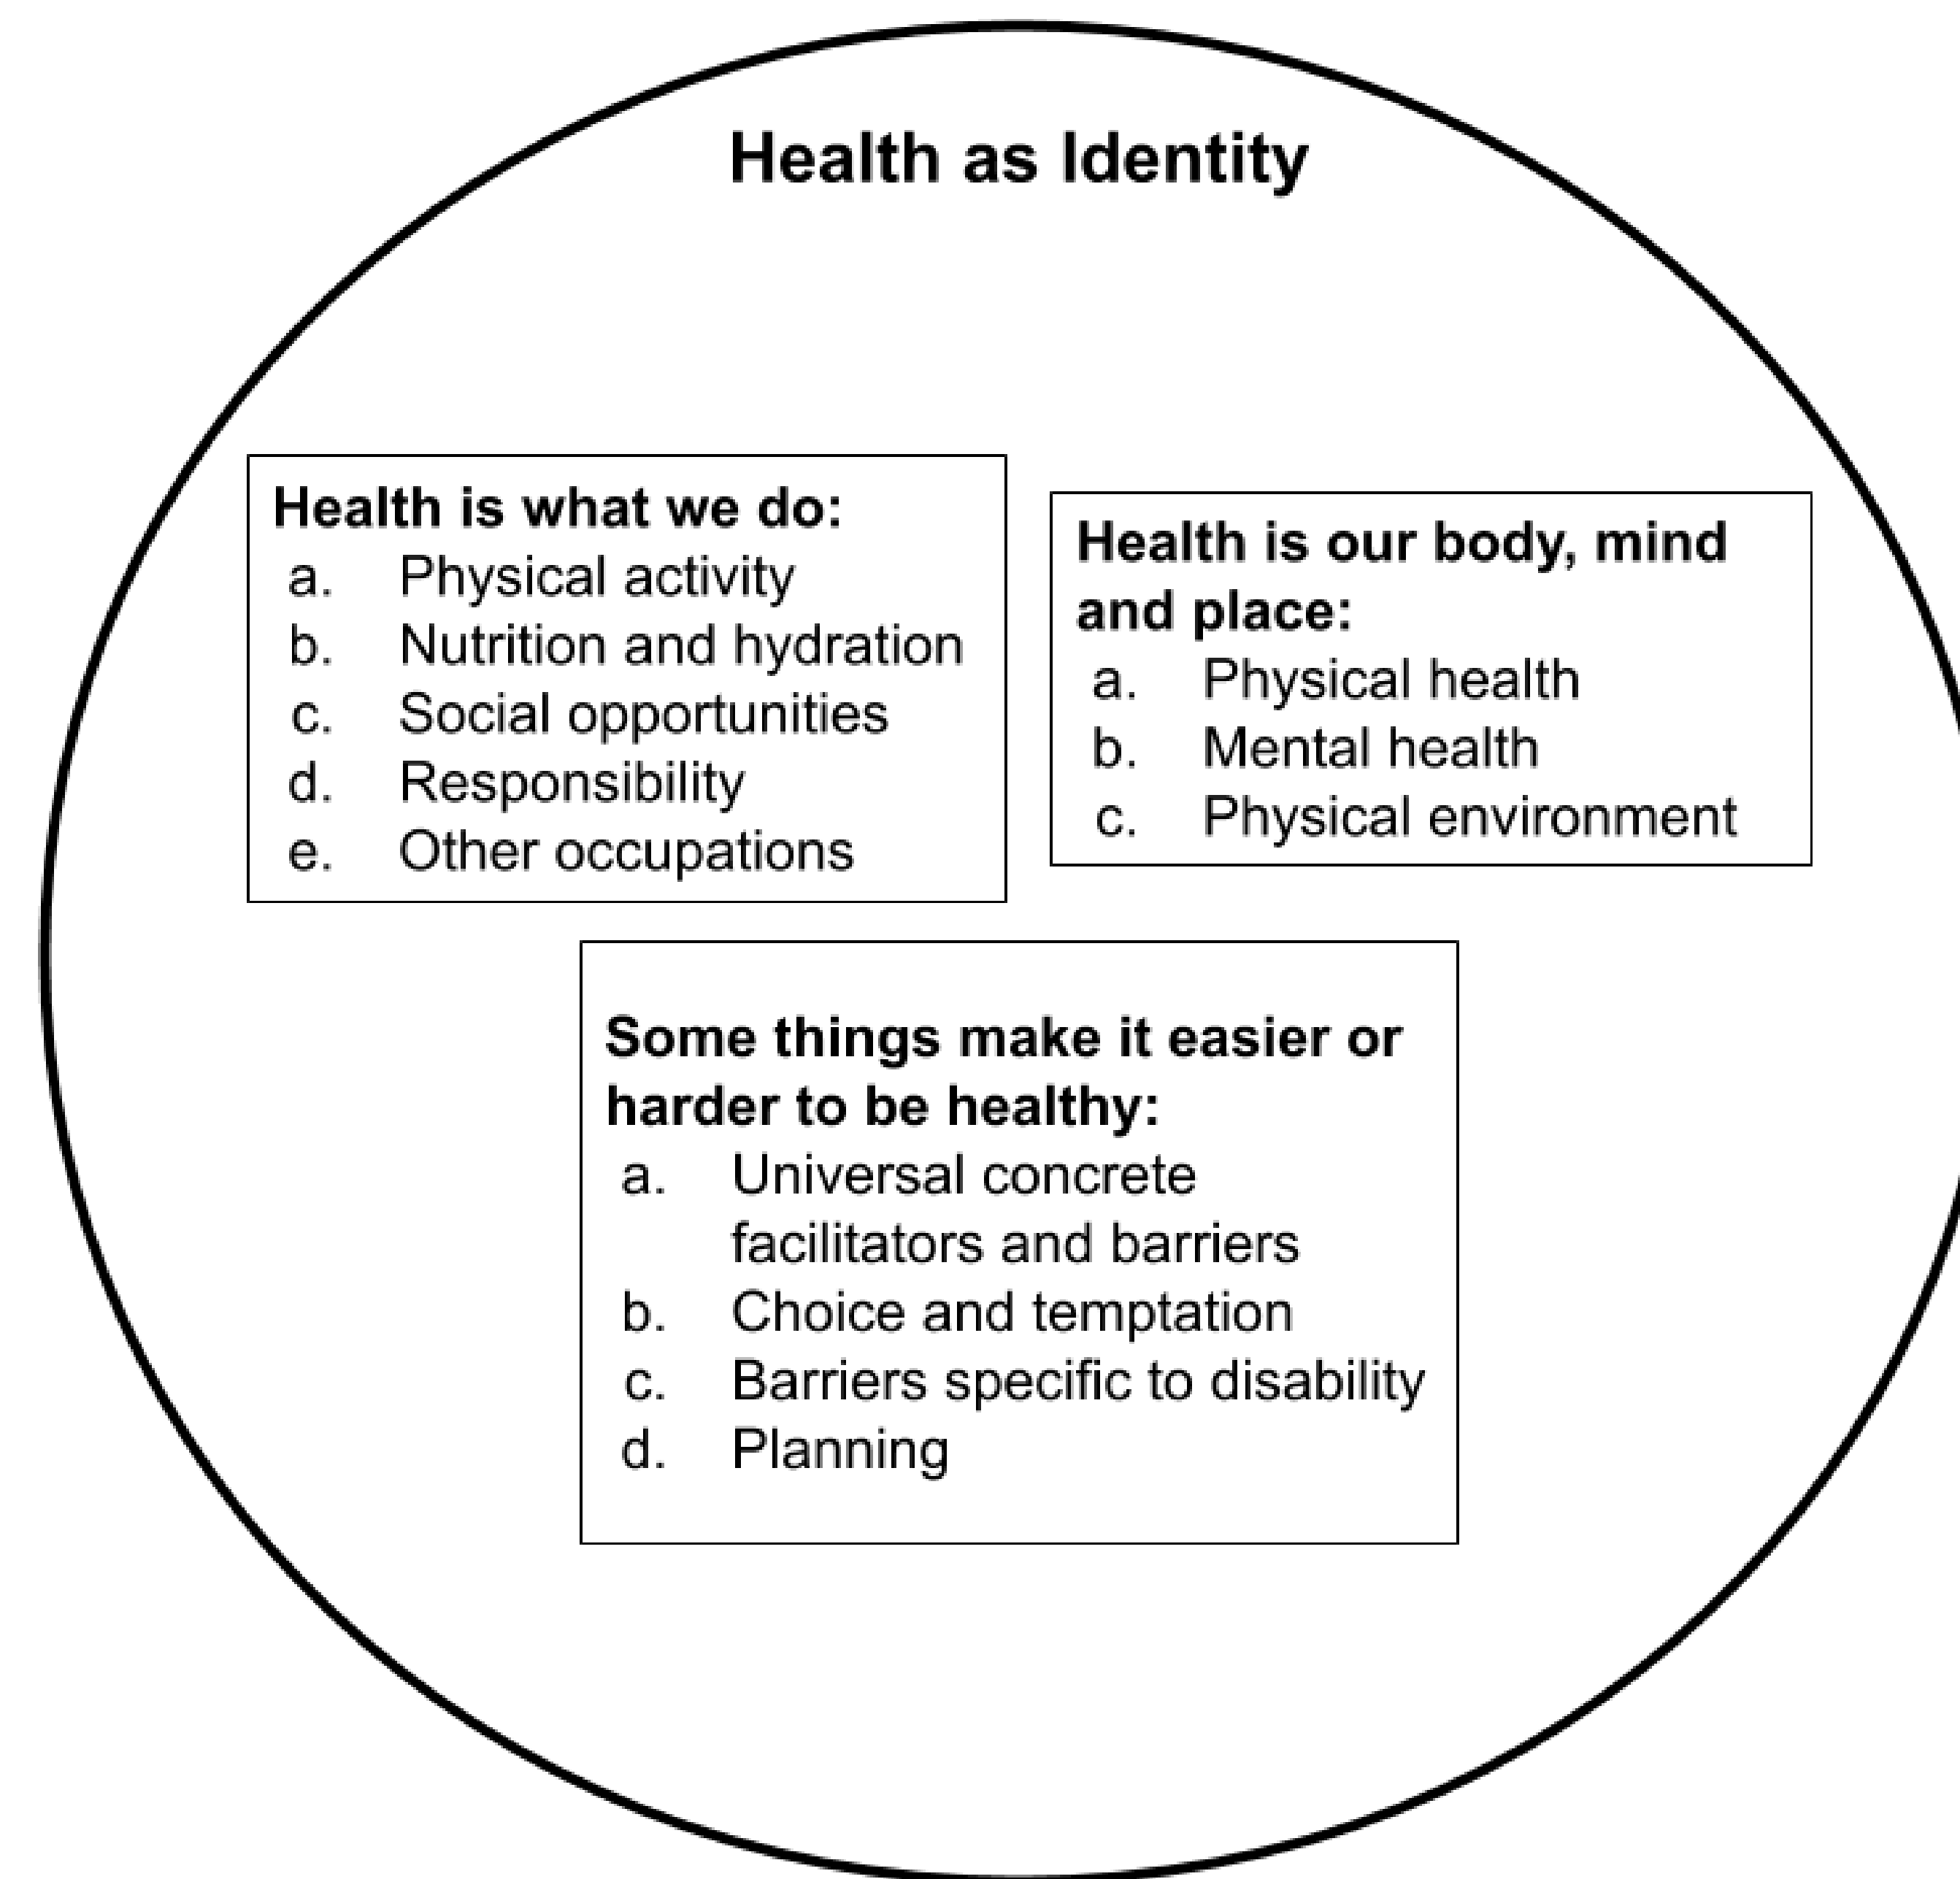 Health as Identity
Health is what we do:
a. Physical activity
b. Nutrition and hydration
c. Social opportunities
d. Responsibility
e. Other occupations
Health is our body, mind
and place:
a. Physical health
b. Mental health
c. Physical environment
Some things make it easier or
harder to be healthy:
a. Universal concrete
facilitators and barriers
b. Choice and temptation
c. Barriers specific to disability
d. Planning